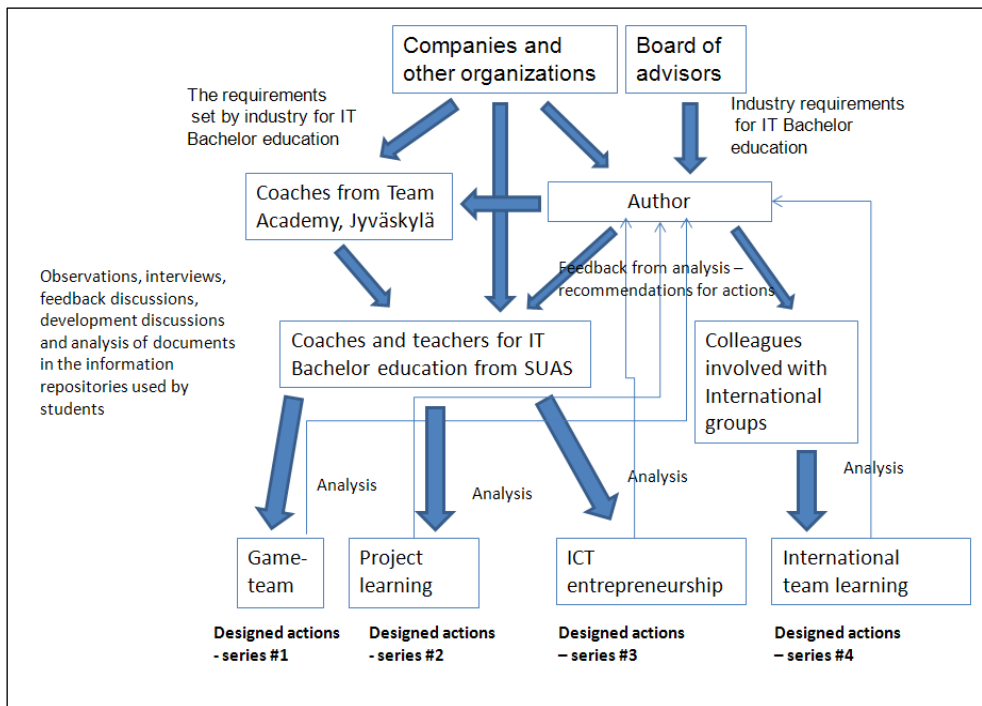 Companies and
other organizations
Board of
advisors
The requirements
set by industry for IT
Bachelor education
Industry requirements
for IT Bachelor
education
Coaches from Team
Academy, Jyväskylä
Author
Observations, interviews,
feedback discussions,
development discussions
and analysis of documents
in the information
repositories used by
students
Feedback from analysis –
recommendations for actions
Coaches and teachers for IT
Bachelor education from SUAS
Colleagues
involved with
International
groups
Analysis
Analysis
Analysis
Analysis
Game-
team
Project
learning
ICT
entrepreneurship
International
team learning
Designed actions
- series #1
Designed actions
- series #2
Designed actions
– series #3
Designed actions
– series #4